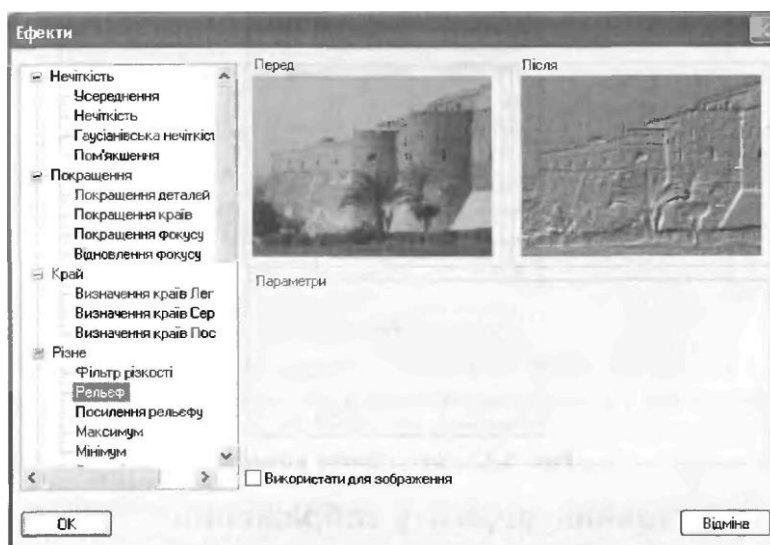 Ефекти
Нечіткість
Усереднення
Нечіткість
Гаусіанівська нечіткіст
Пом'якшення
Покращення
Покращення деталей
Покращення країв
Покращення фокусу
Відновлення фокусу
Край
Визначення країв Лег
Визначення країв Сер
Визначення країв Пос
Різне
Фільтр різкості
Рельєф
Посилення рельєфу
Максимум
Мінімум
Перед
Після
Параметри
Використати для зображення
OK
Відміна